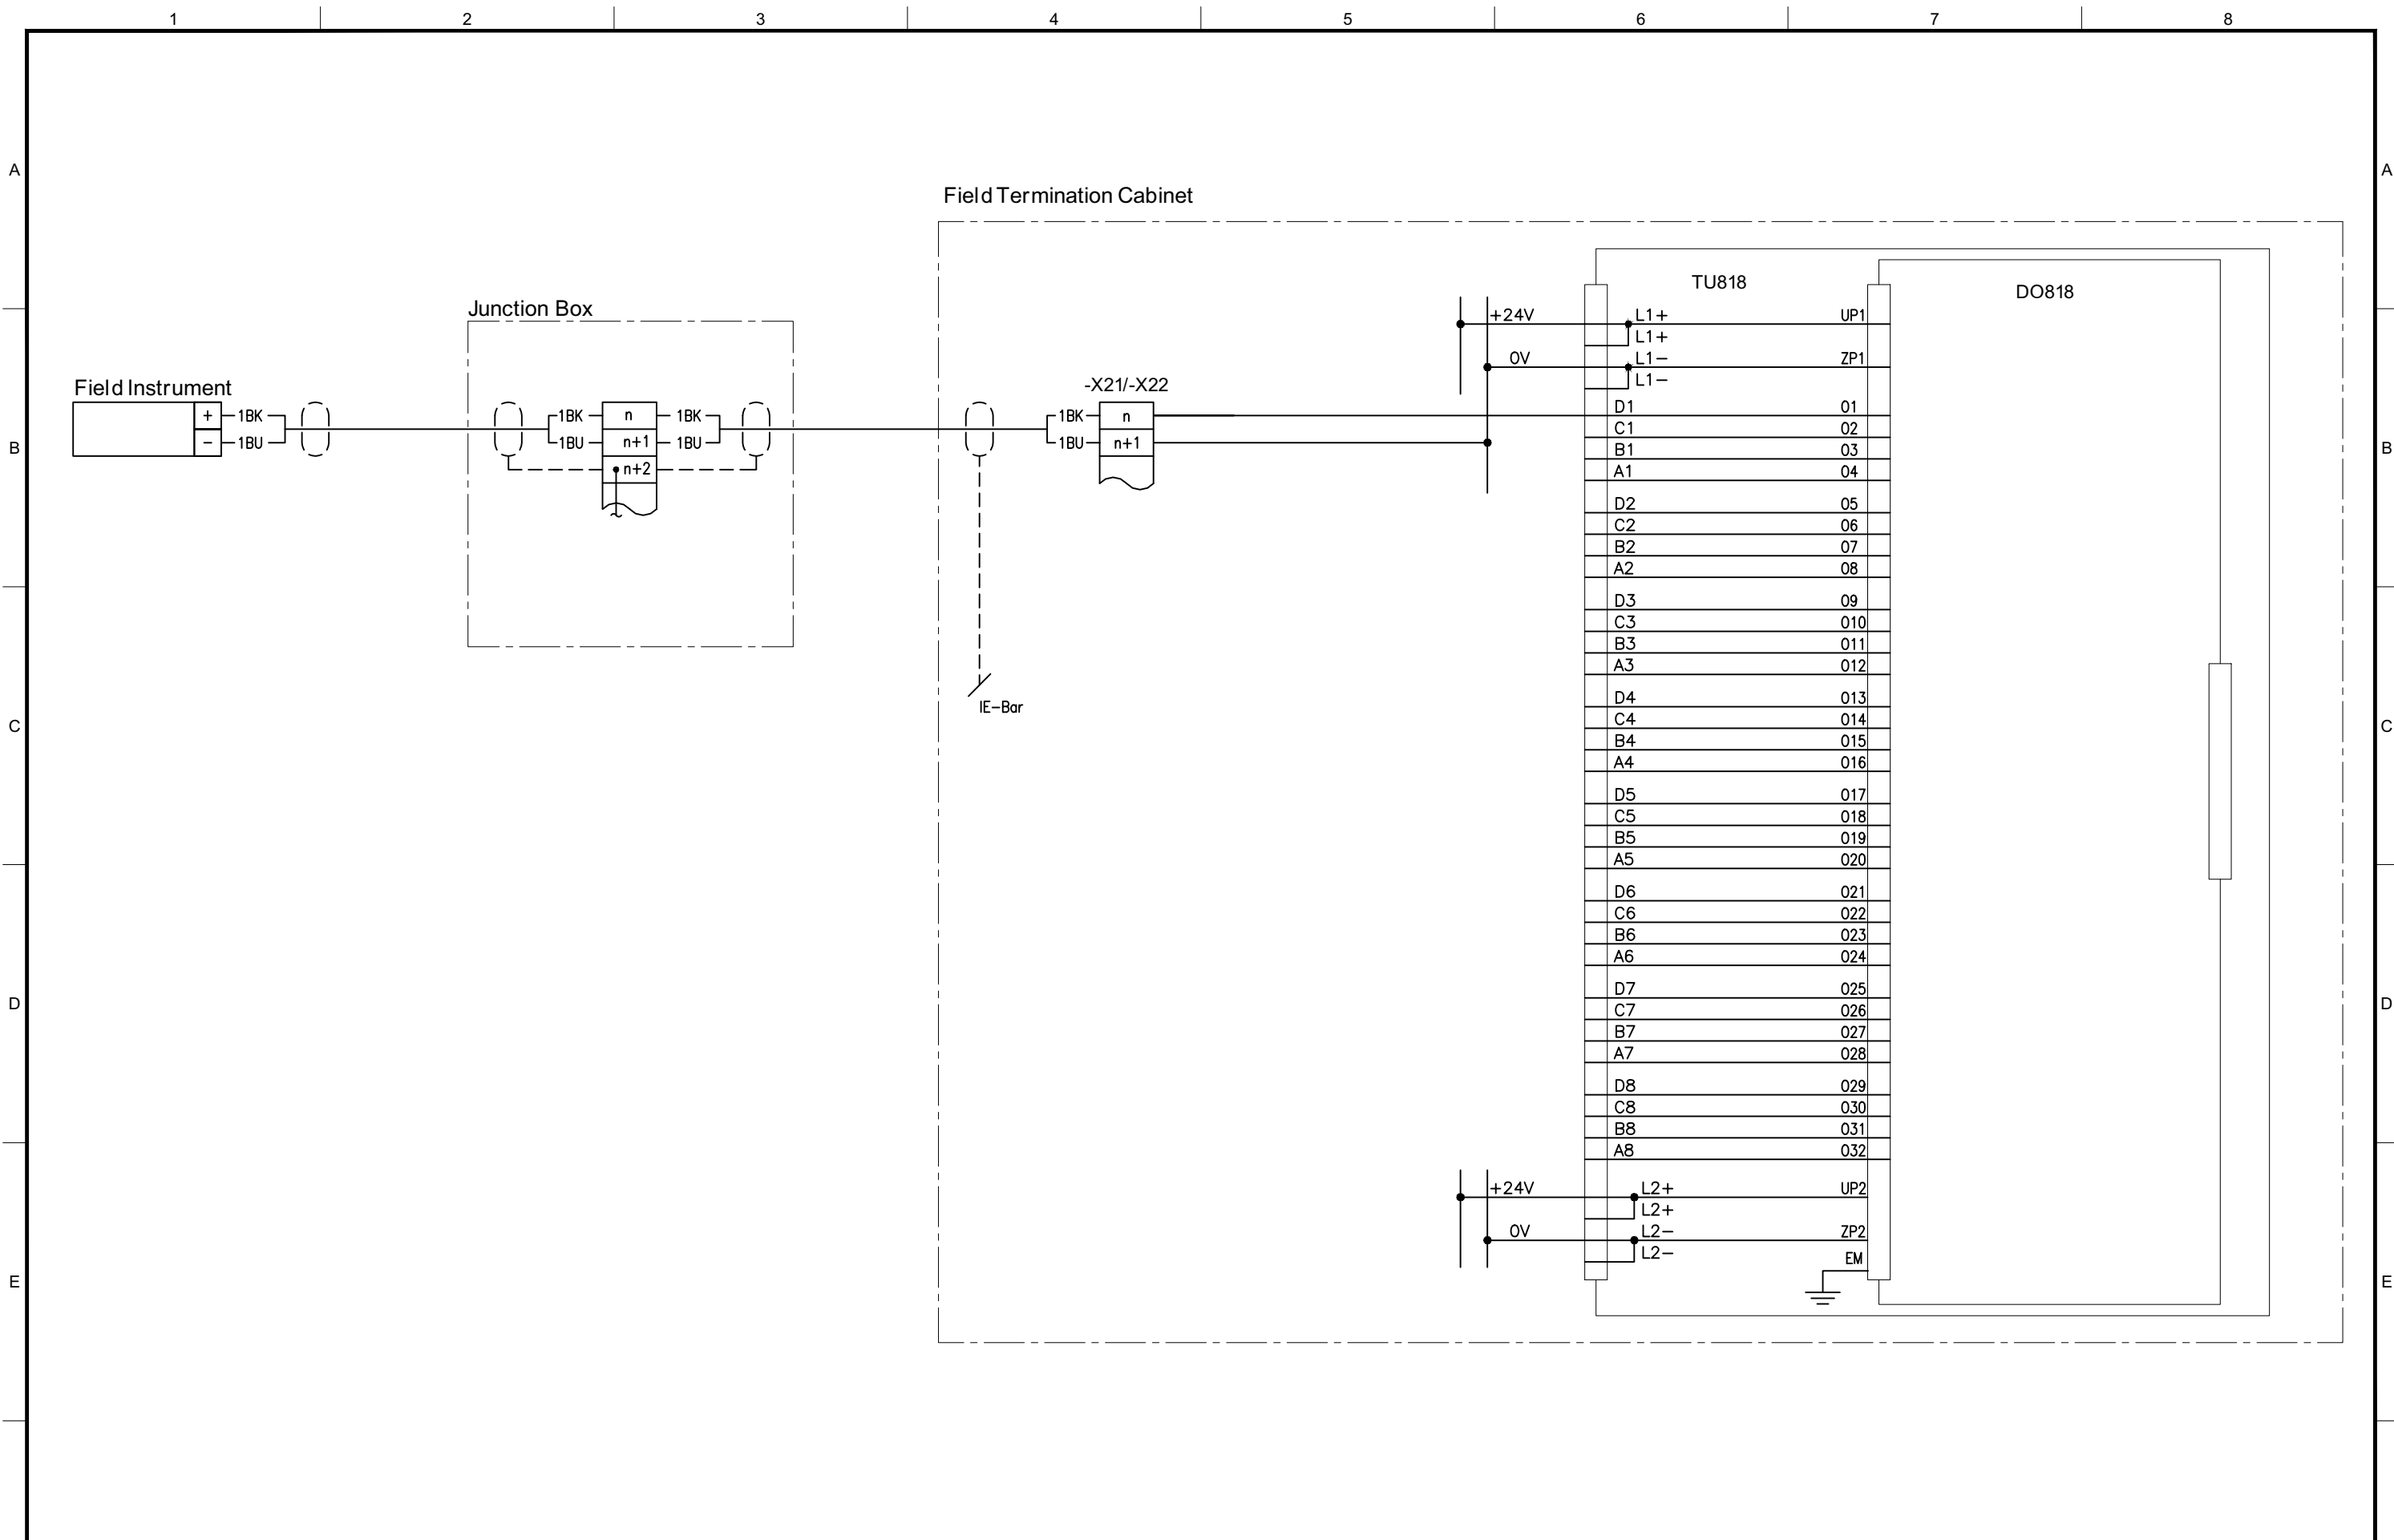 1 2 3 4 5 6 7 8
A A
Field Termination Cabinet
TU818
DO818
Junction Box
+24V L1+ UP1
L1+
0V L1- ZP1
L1-
Field Instrument
-X21/-X22
+ 1BK 1BK n 1BK 1BK n D1 01
- 1BU 1BU n+1 1BU 1BU n+1 C1 02
B B1 03 B
n+2 A1 04
D2 05
C2 06
B2 07
A2 08
D3 09
C3 010
B3 011
A3 012
D4 013
IE-Bar
C C4 014 C
B4 015
A4 016
D5 017
C5 018
B5 019
A5 020
D6 021
C6 022
B6 023
A6 024
D7 025
D C7 026 D
B7 027
A7 028
D8 029
C8 030
B8 031
A8 032
+24V L2+ UP2
L2+
0V L2- ZP2
L2-
EM
E E